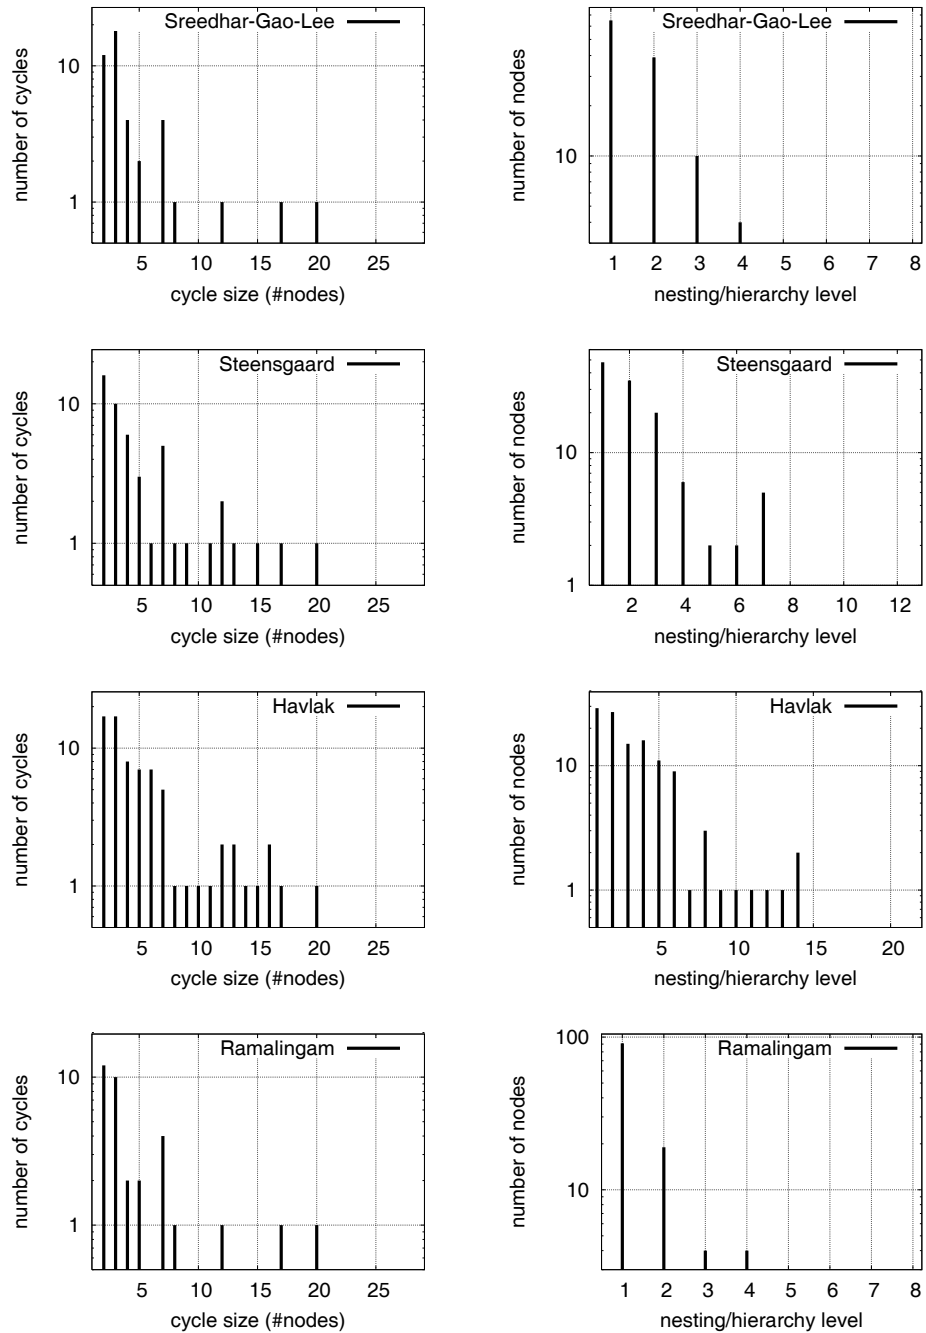 Sreedhar-Gao-Lee
number of cycles
10
1
5 10 15 20 25
cycle size (#nodes)
Sreedhar-Gao-Lee
number of nodes
10
1 2 3 4 5 6 7 8
nesting/hierarchy level
Steensgaard
number of cycles
10
1
5 10 15 20 25
cycle size (#nodes)
Steensgaard
number of nodes
10
1
2 4 6 8 10 12
nesting/hierarchy level
Havlak
number of cycles
10
1
5 10 15 20 25
cycle size (#nodes)
Havlak
number of nodes
10
1
5 10 15 20
nesting/hierarchy level
Ramalingam
number of cycles
10
1
5 10 15 20 25
cycle size (#nodes)
Ramalingam
number of nodes
100
10
1 2 3 4 5 6 7 8
nesting/hierarchy level